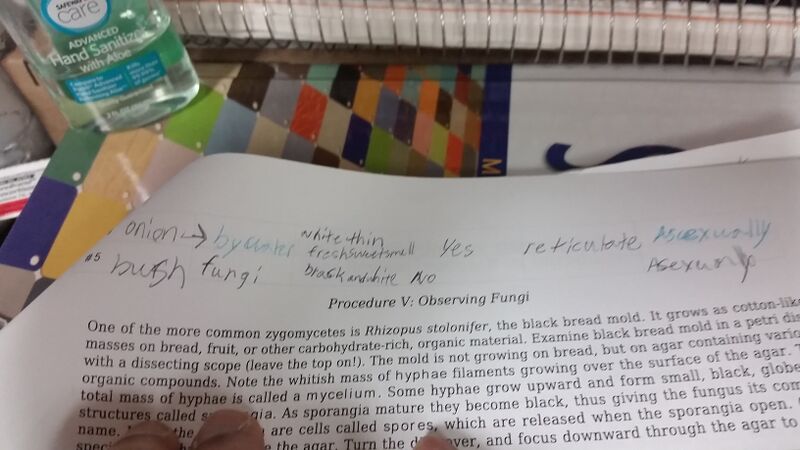 SAFEWAY
care
ADVANCED
Hand Sanitizer
with Aloe
M
onion → by water white thin freshsweetsmell Yes reticulate Asexually
#5 fungi black and white No Asexually
Procedure V: Observing Fungi
One of the more common zygomycetes is Rhizopus stolonifer, the black bread mold. It grows as cotton-like
masses on bread, fruit, or other carbohydrate-rich, organic material. Examine black bread mold in a petri dis
with a dissecting scope (leave the top on!). The mold is not growing on bread, but on agar containing vario
organic compounds. Note the whitish mass of hyphae filaments growing over the surface of the agar. T
total mass of hyphae is called a mycelium. Some hyphae grow upward and form small, black, globe
structures called gia. As sporangia mature they become black, thus giving the fungus its com
name. the are cells called spores, which are released when the sporangia open.
speci the agar. Turn the over, and focus downward through the agar to